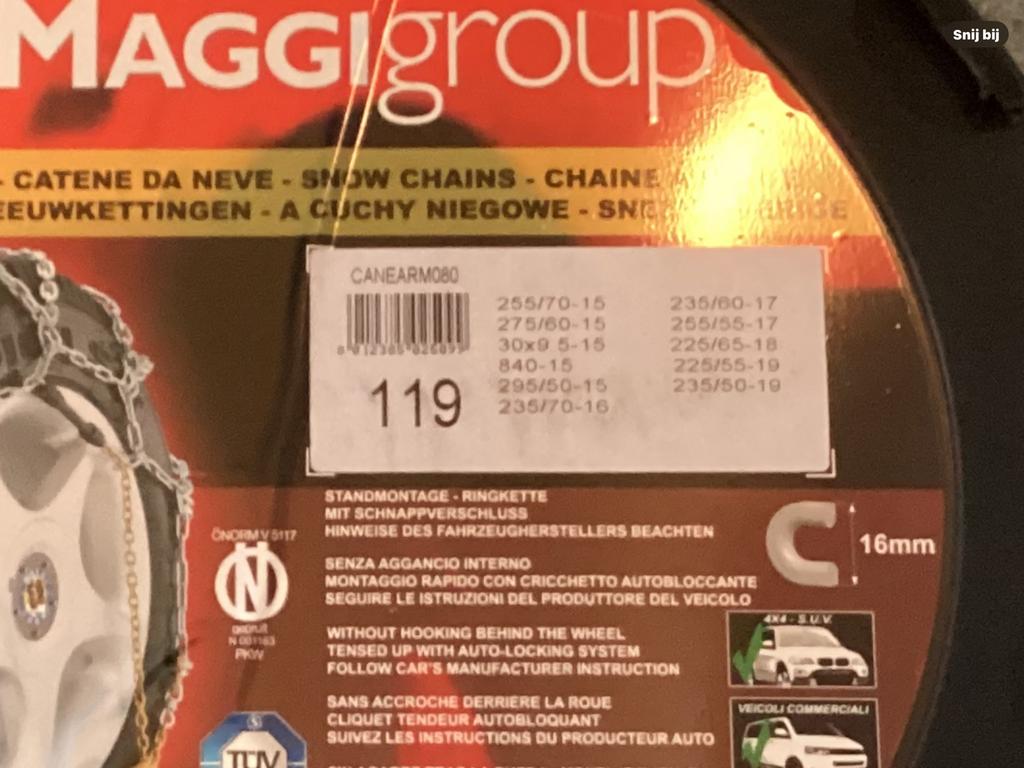 Snij bij
MAGGIgroup
- CATENE DA NEVE - SNOW CHAINS - CHAINE
EEUWKETTINGEN - A CUCHY NIEGOWE - SNE
CANEARM080
119
255/70-15
275/60-15
30x9 5-15
840-15
295/50-15
235/70-16
235/60-17
255/55-17
225/65-18
225/55-19
235/50-19
STANDMONTAGE - RINGKETTE
MIT SCHNAPPVERSCHLUSS
HINWEISE DES FAHRZEUGHERSTELLERS BEACHTEN
16mm
ÖNORM V 5117
N
geprüft
N 001163
PKW
SENZA AGGANCIO INTERNO
MONTAGGIO RAPIDO CON CRICCHETTO AUTOBLOCCANTE
SEGUIRE LE ISTRUZIONI DEL PRODUTTORE DEL VEICOLO
WITHOUT HOOKING BEHIND THE WHEEL
TENSED UP WITH AUTO-LOCKING SYSTEM
FOLLOW CAR'S MANUFACTURER INSTRUCTION
4X4 - S.U.V.
SANS ACCROCHE DERRIERE LA ROUE
CLIQUET TENDEUR AUTOBLOQUANT
SUIVEZ LES INSTRUCTIONS DU PRODUCTEUR AUTO
VEICOLI COMMERCIALI
TÜV